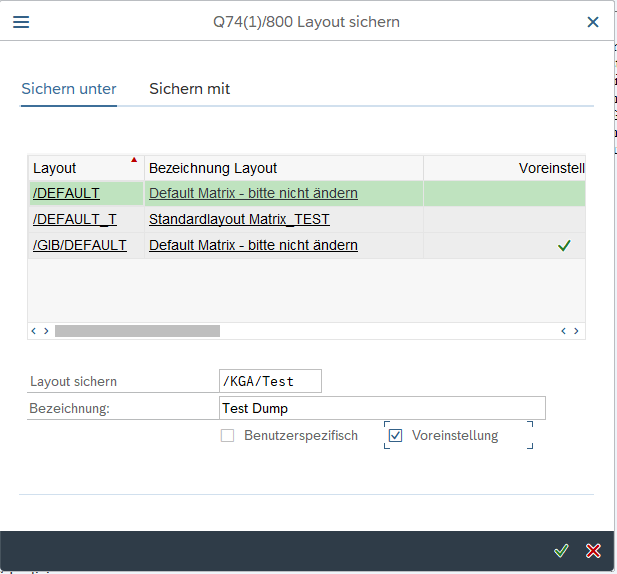 Q74(1)/800 Layout sichern
Sichern unter Sichern mit
Layout Bezeichnung Layout Voreinstell
/DEFAULT Default Matrix - bitte nicht ändern
/DEFAULT_T Standardlayout Matrix_TEST
/GIB/DEFAULT Default Matrix - bitte nicht ändern
Layout sichern /KGA/Test
Bezeichnung: Test Dump
Benutzerspezifisch Voreinstellung